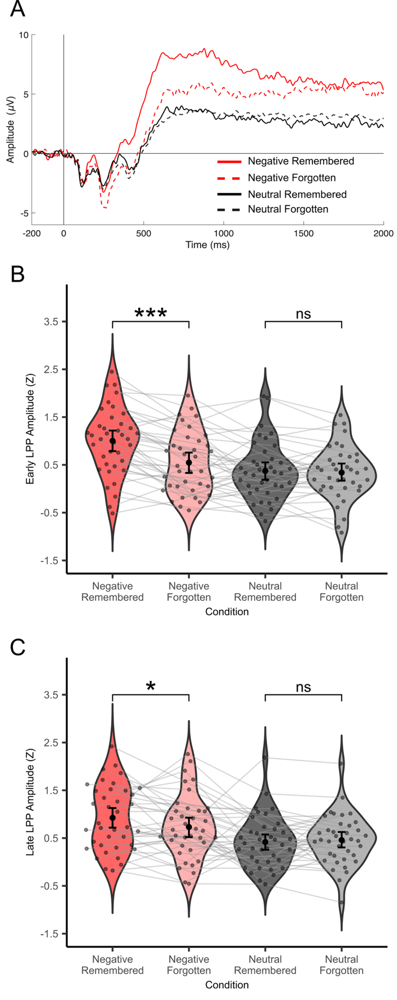 A
10
5
0
-5
Amplitude (μV)
-200
0
500
1000
1500
2000
Time (ms)
Negative Remembered
Negative Forgotten
Neutral Remembered
Neutral Forgotten
B
***
ns
3.5
2.5
1.5
0.5
-0.5
-1.5
Early LPP Amplitude (Z)
Negative
Remembered
Negative
Forgotten
Neutral
Remembered
Neutral
Forgotten
Condition
C
*
ns
3.5
2.5
1.5
0.5
-0.5
-1.5
Late LPP Amplitude (Z)
Negative
Remembered
Negative
Forgotten
Neutral
Remembered
Neutral
Forgotten
Condition